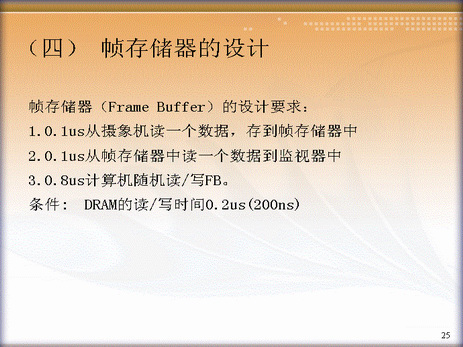 （四） 帧存储器的设计
帧存储器（Frame Buffer）的设计要求：
1.0.1us从摄象机读一个数据，存到帧存储器中
2.0.1us从帧存储器中读一个数据到监视器中
3.0.8us计算机随机读/写FB。
条件： DRAM的读/写时间0.2us(200ns)
25